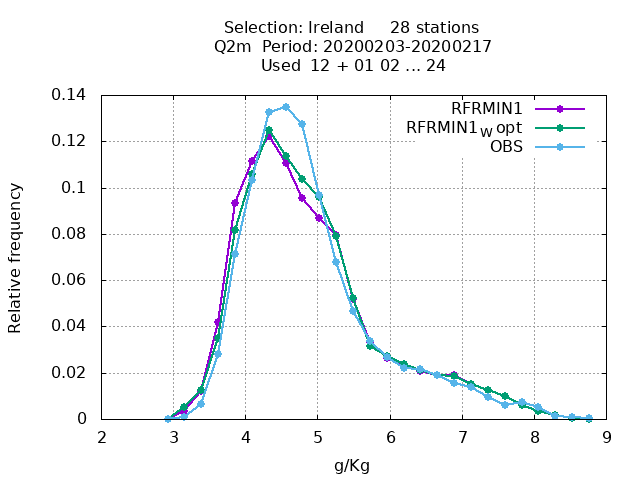 Selection: Ireland     28 stations
Q2m  Period: 20200203-20200217
Used  12 + 01 02 ... 24
0.14
RFRMIN1
0.12
RFRMIN1w opt
OBS
0.1
0.08
0.06
0.04
0.02
0
Relative frequency
2 3 4 5 6 7 8 9
g/Kg